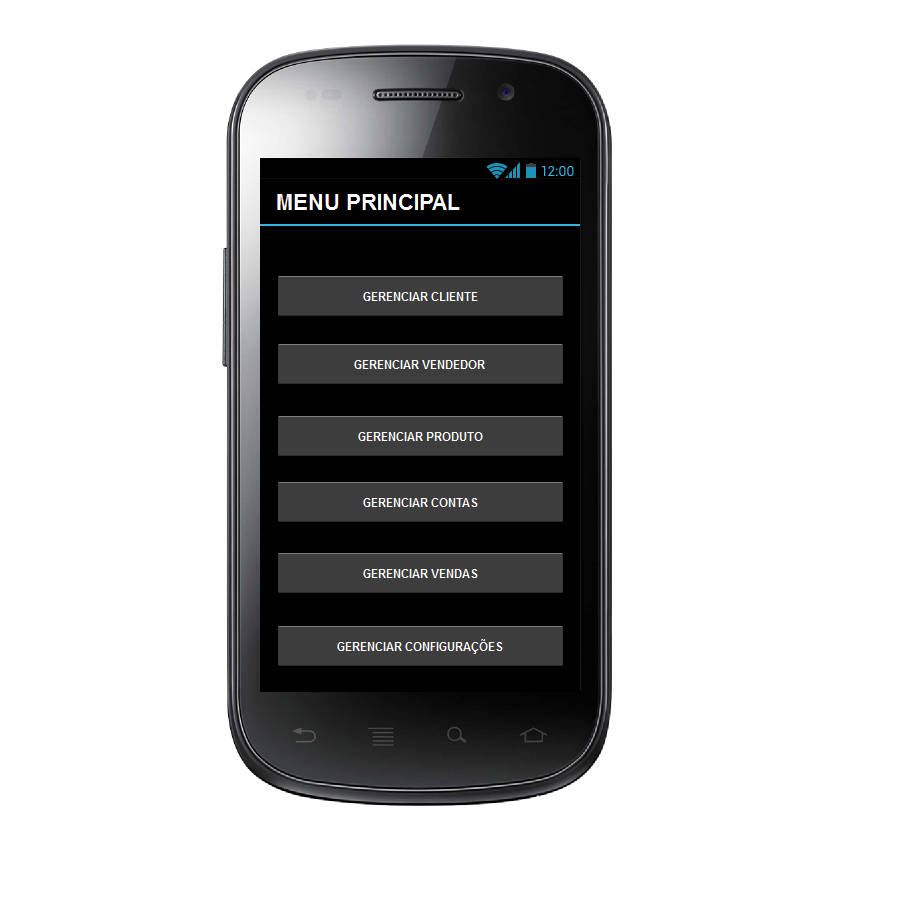 12:00
MENU PRINCIPAL
GERENCIAR CLIENTE
GERENCIAR VENDEDOR
GERENCIAR PRODUTO
GERENCIAR CONTAS
GERENCIAR VENDAS
GERENCIAR CONFIGURAÇÕES